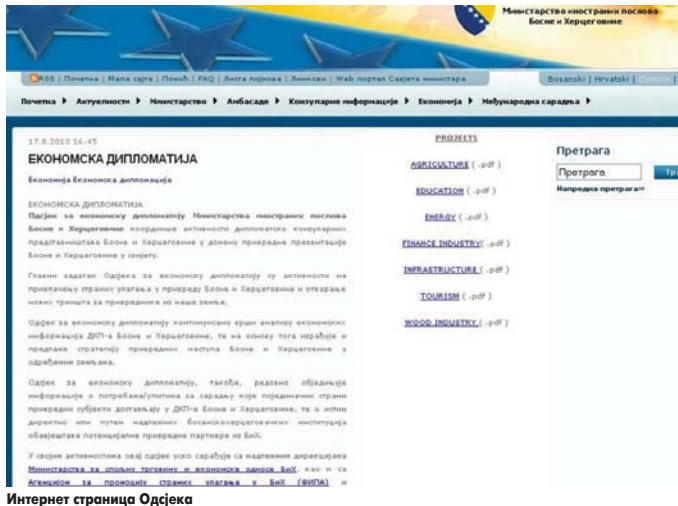 Министарство иностраних послова
Босне и Херцеговине
RSS | Почетна | Мапа сајта | Помоћ | FAQ | Листа појмова | Линкови | Web портал Савјета министара
Bosanski | Hrvatski |
Почетна Актуелности Министарство Амбасаде Конзуларне информације Економија Међународна сарадња
17.8.2010 16:45
ЕКОНОМСКА ДИПЛОМАТИЈА
Економија Економска дипломација
ЕКОНОМСКА ДИПЛОМАТИЈА
Одсјек за економску дипломатију Министарства иностраних послова
Босне и Херцеговине координише активности дипломатско конзуларних
представништава Босне и Херцеговине у домену привредне презентације
Босне и Херцеговине у свијету.
Главни задатак Одсјека за економску дипломатију су активности на
привлачењу страних улагања у привреду Босне и Херцеговине и отварање
нових тржишта за привреднике из наше земље.
Одсјек за економску дипломатију континуирано врши анализу економских
информација ДКП-а Босне и Херцеговине, те на основу тога израђује и
предлаже стратегију привредних наступа Босне и Херцеговине у
одређеним земљама.
Одсјек за економску дипломатију, такође, редовно обједињује
информације о потребама/упитима за сарадњу које појединачни страни
привредни субјекти достављају у ДКП-е Босне и Херцеговине, те о истим
директно или путем надлежних босанскохерцеговачких институција
обавјештава потенцијалне привредне партнере из БиХ.
У својим активностима овај одсјек уско сарађује са надлежним дирекцијама
Министарства за спољну трговину и економске односе БиХ, као и са
Агенцијом за промоцију страних улагања у БиХ (ФИПА) и
PROJECTS
AGRICULTURE ( .pdf )
EDUCATION ( .pdf )
ENERGY ( .pdf )
FINANCE INDUSTRY( .pdf )
INFRASTRUCTURE ( .pdf )
TOURISM ( .pdf )
WOOD INDUSTRY ( .pdf )
Претрага
Претрага
Напредна претрага»
Интернет страница Одсјека